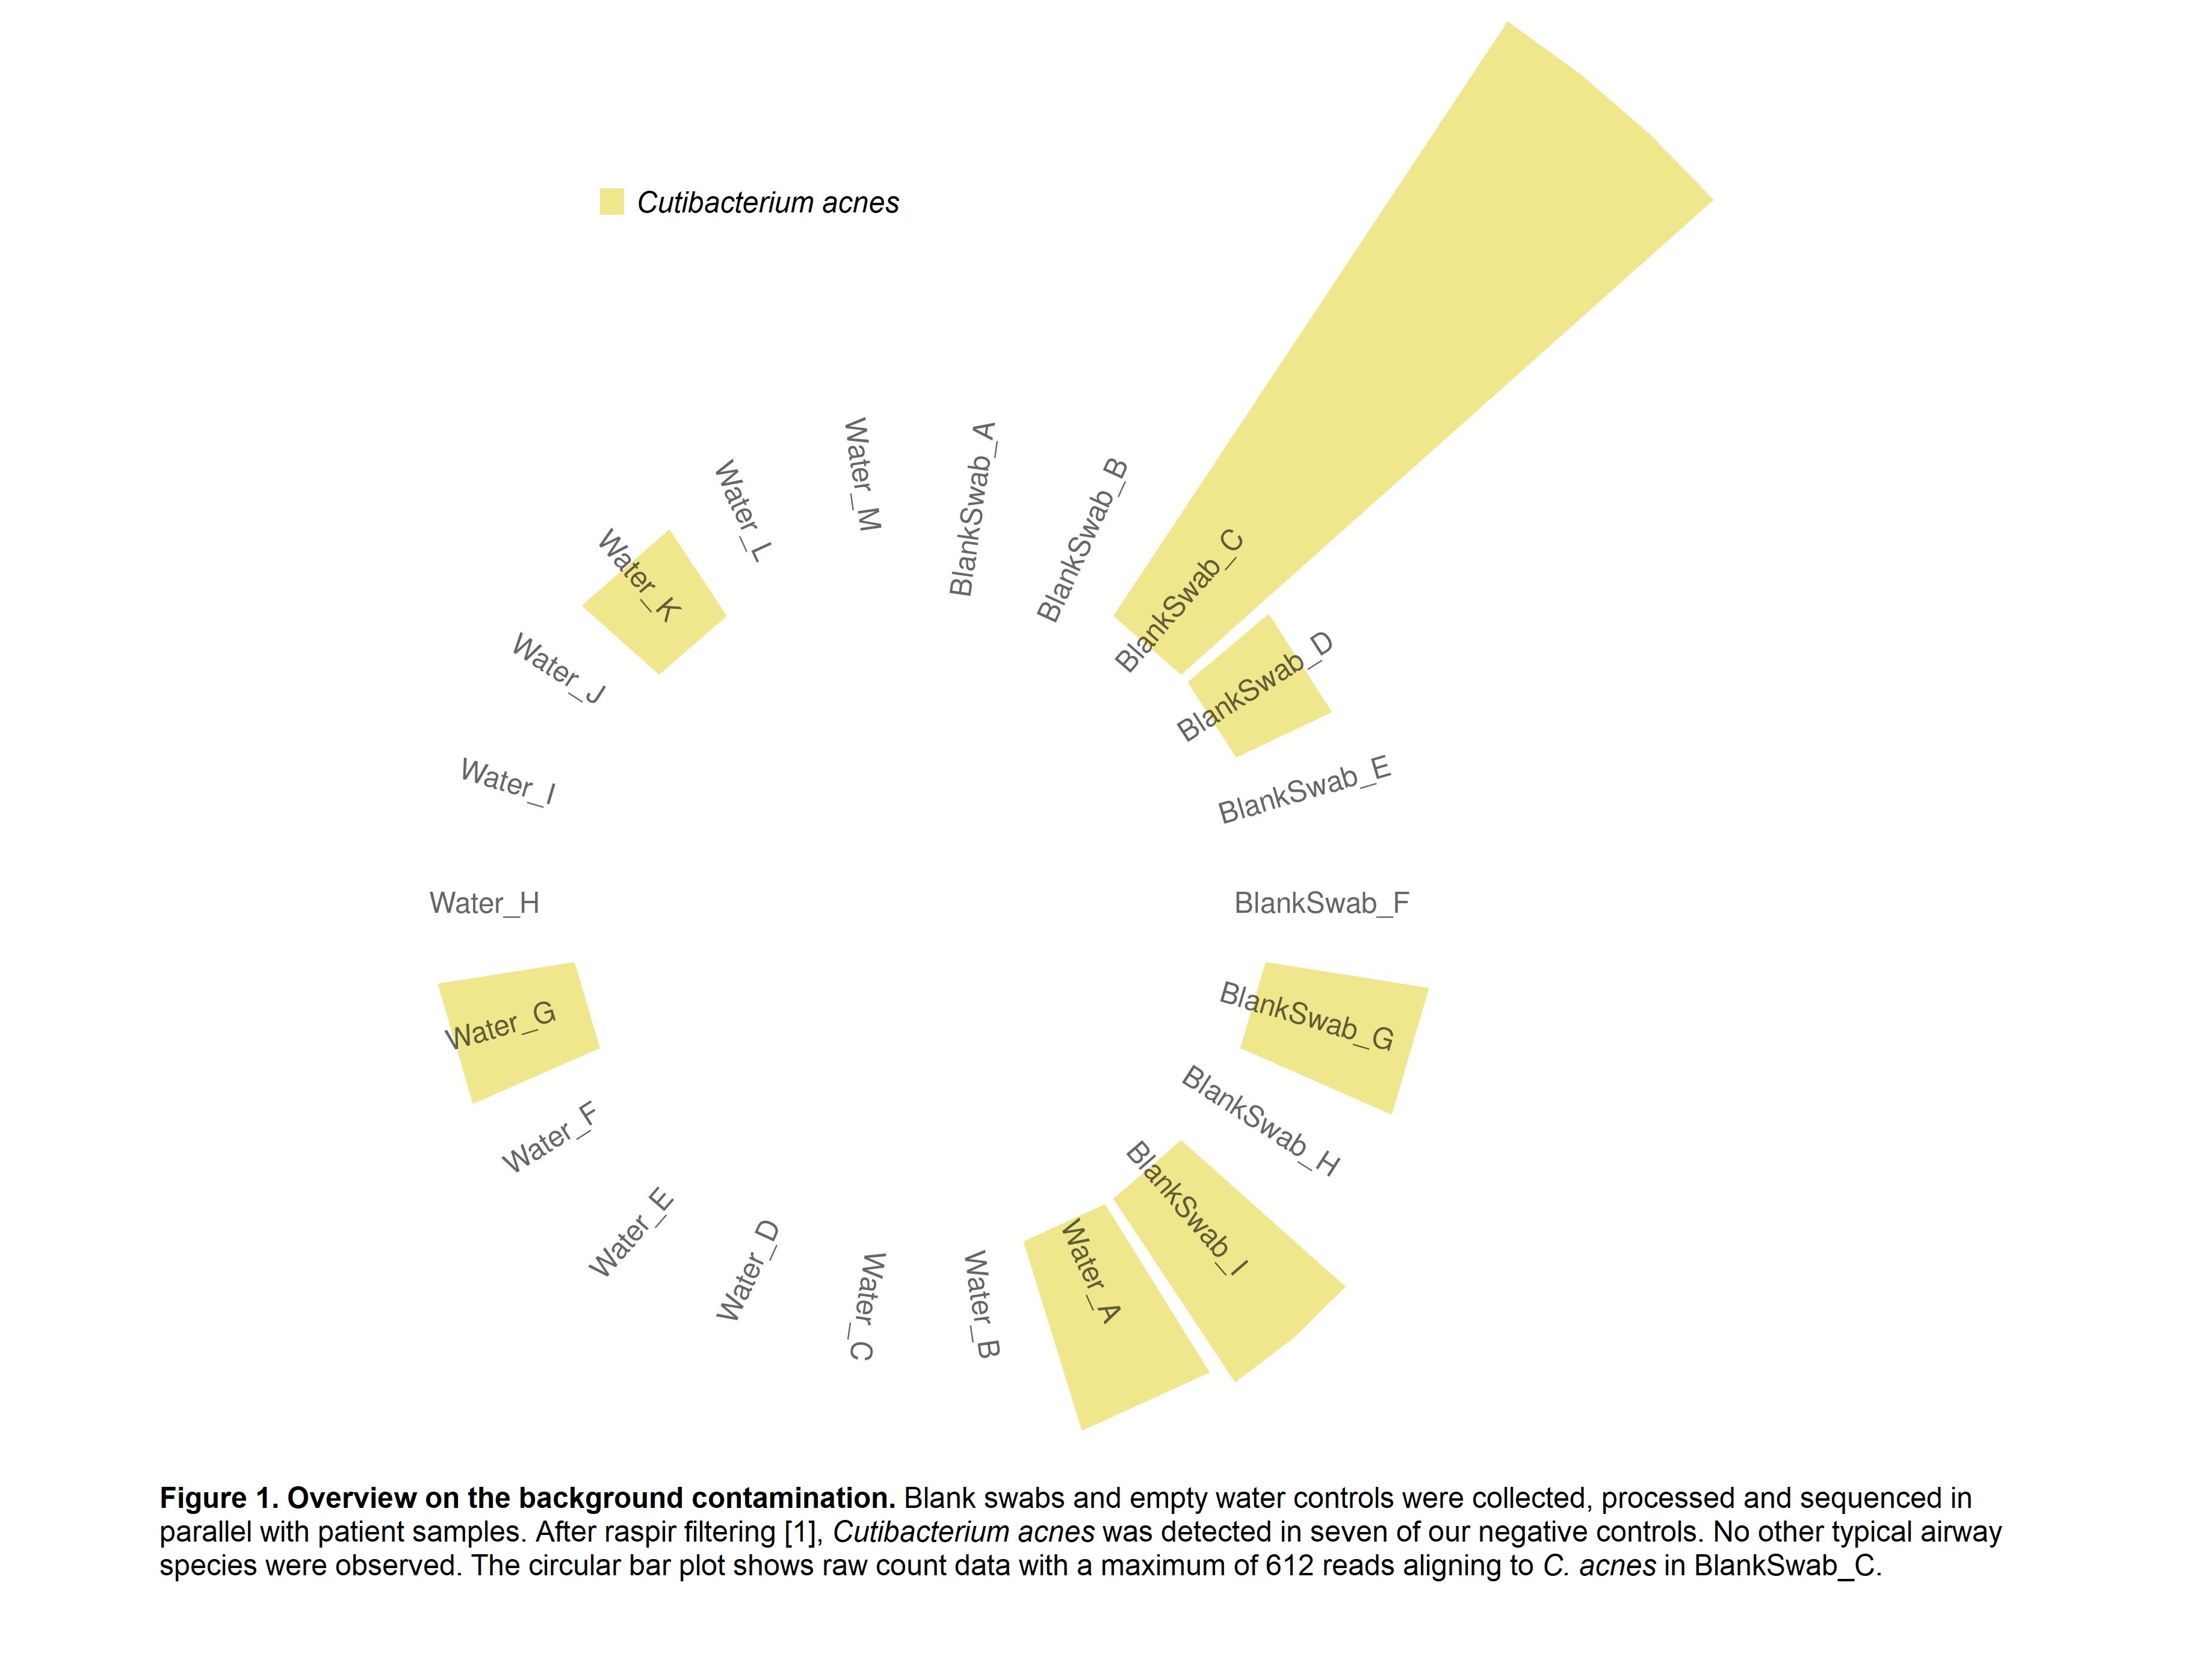 Cutibacterium acnes
Water_M
BlankSwab_A
Water_L
BlankSwab_B
Water_K
BlankSwab_C
Water_J
BlankSwab_D
Water_I
BlankSwab_E
Water_H
BlankSwab_F
Water_G
BlankSwab_G
Water_F
BlankSwab_H
Water_E
BlankSwab_I
Water_D
Water_A
Water_C
Water_B
Figure 1. Overview on the background contamination. Blank swabs and empty water controls were collected, processed and sequenced in
parallel with patient samples. After raspir filtering [1], Cutibacterium acnes was detected in seven of our negative controls. No other typical airway
species were observed. The circular bar plot shows raw count data with a maximum of 612 reads aligning to C. acnes in BlankSwab_C.